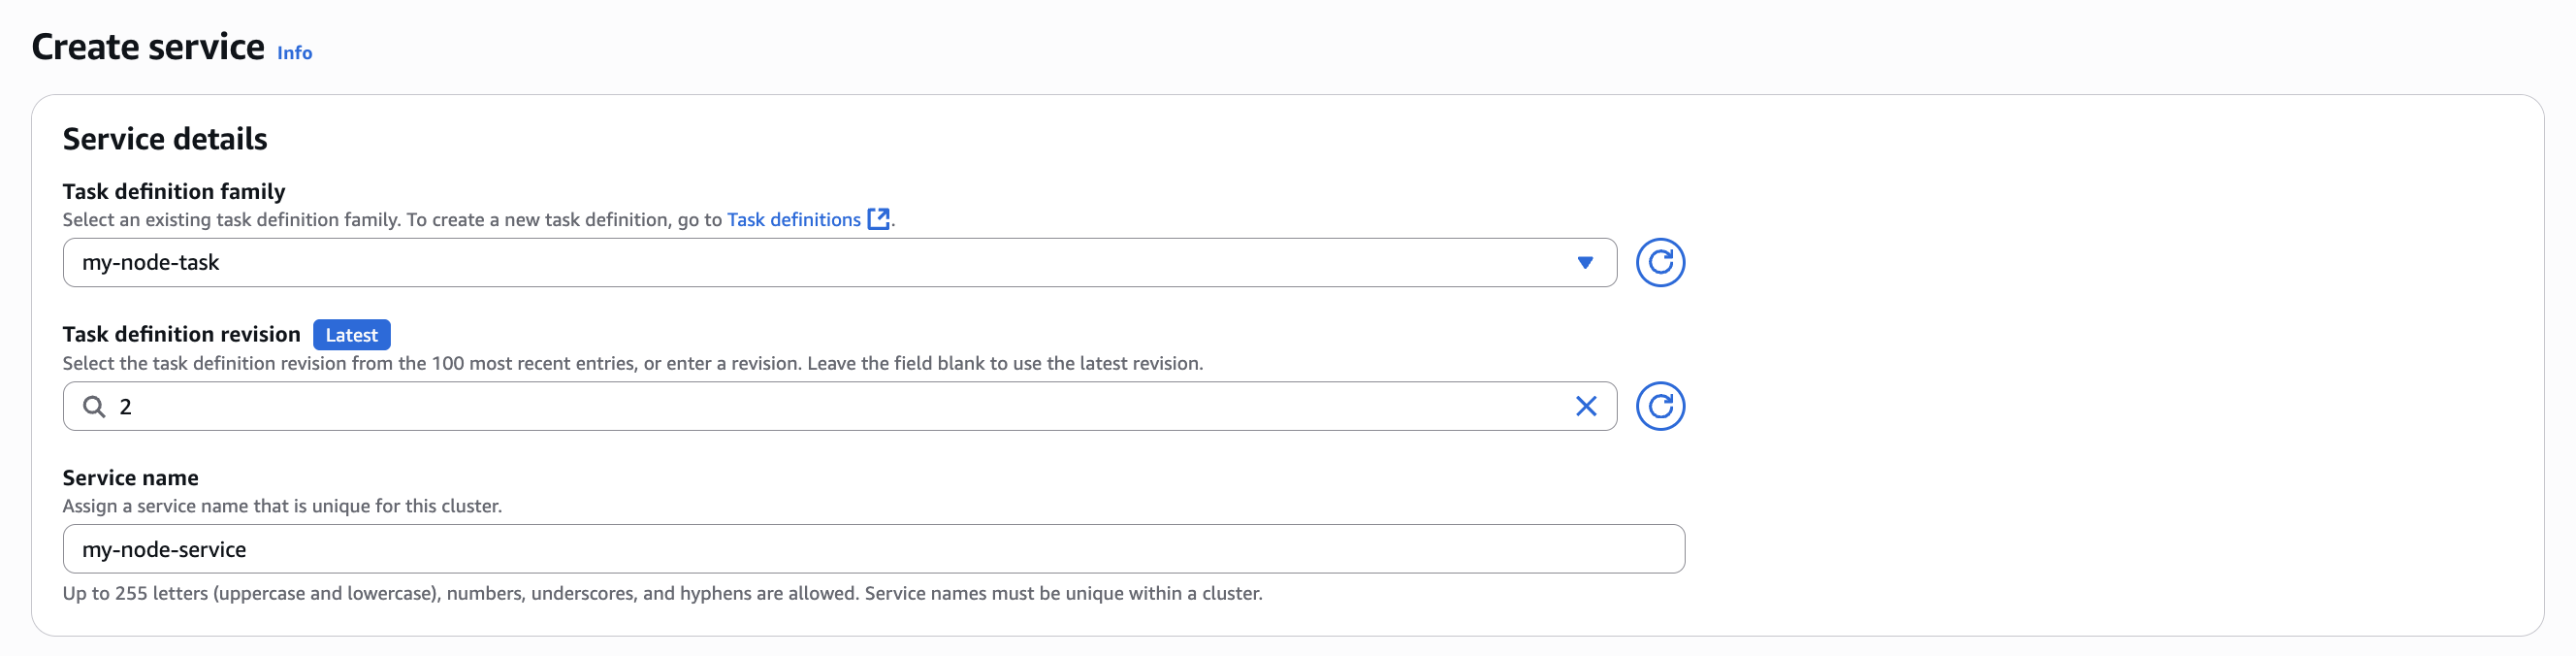 Create service Info
Service details
Task definition family
Select an existing task definition family. To create a new task definition, go to Task definitions .
my-node-task
Task definition revision Latest
Select the task definition revision from the 100 most recent entries, or enter a revision. Leave the field blank to use the latest revision.
2
Service name
Assign a service name that is unique for this cluster.
my-node-service
Up to 255 letters (uppercase and lowercase), numbers, underscores, and hyphens are allowed. Service names must be unique within a cluster.